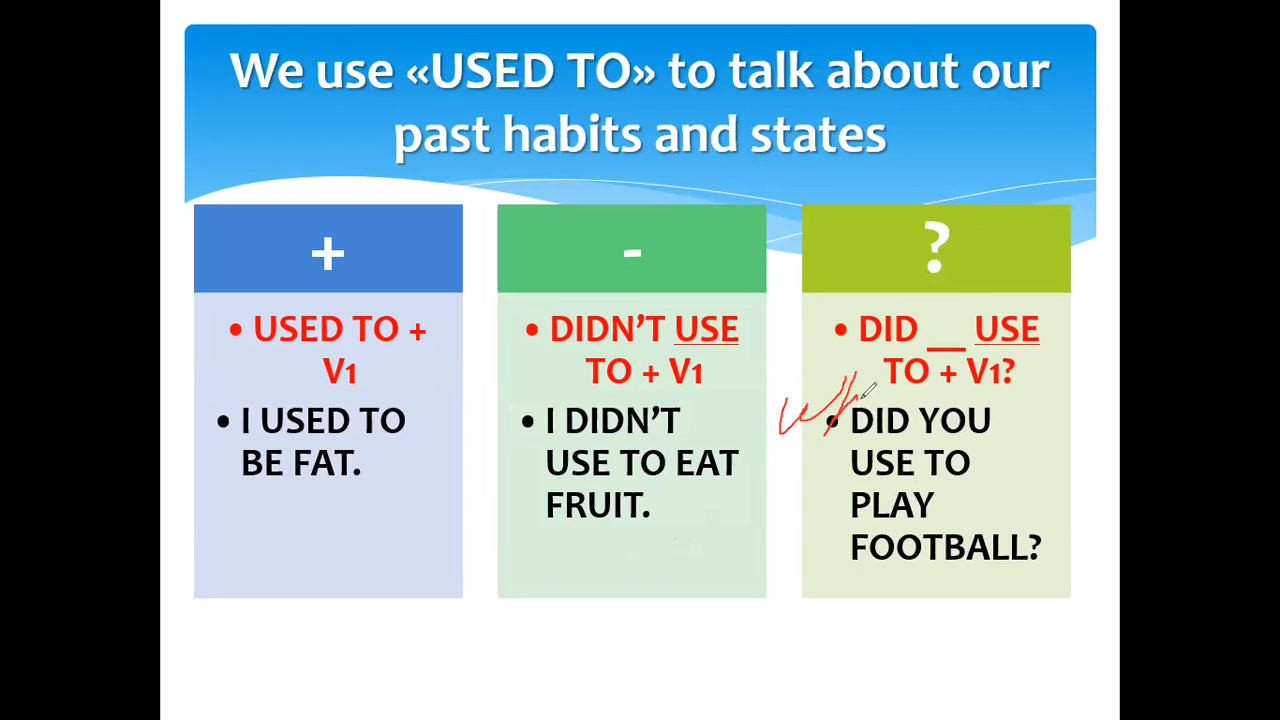 We use «USED TO» to talk about our
past habits and states
+
-
?
• USED TO +
V1
• I USED TO
BE FAT.
• DIDN'T USE
TO + V1
• I DIDN'T
USE TO EAT
FRUIT.
• DID __ USE
TO + V1?
Wh
• DID YOU
USE TO
PLAY
FOOTBALL?